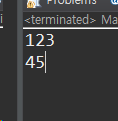 Problems
<terminated> Ma
123
45